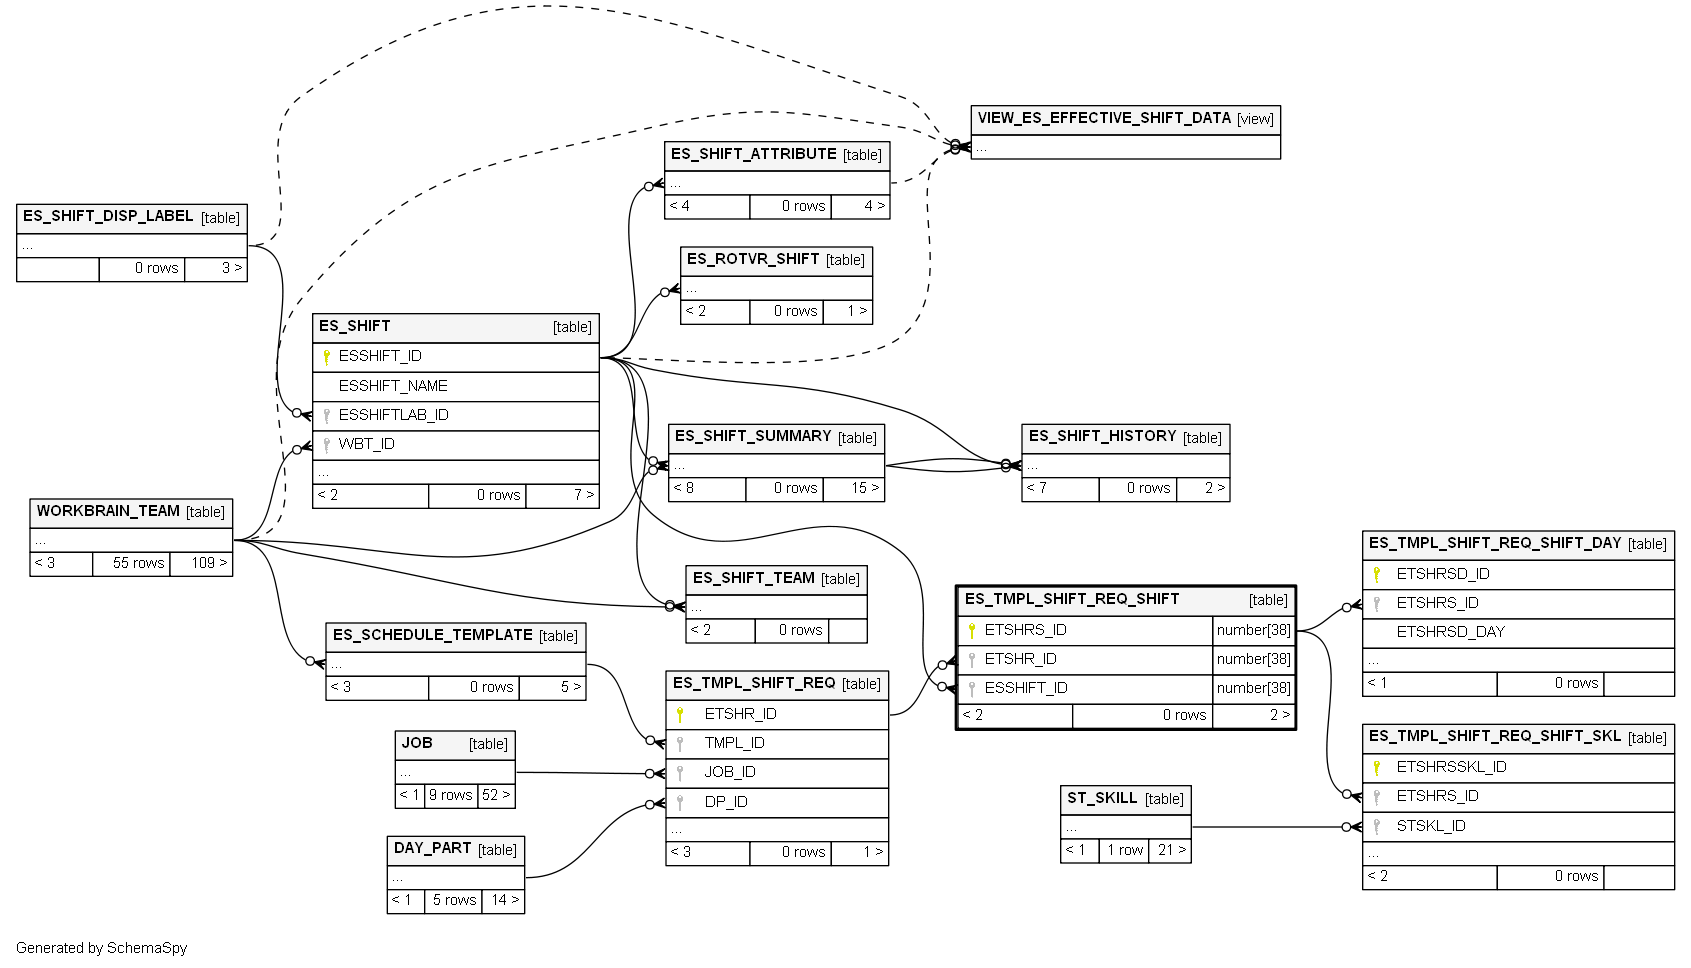 VIEW_ES_EFFECTIVE_SHIFT_DATA [view]
...
ES_SHIFT_ATTRIBUTE [table]
...
< 4 0 rows 4 >
ES_SHIFT_DISP_LABEL [table]
...
0 rows 3 >
ES_ROTVR_SHIFT [table]
...
< 2 0 rows 1 >
ES_SHIFT [table]
ESSHIFT_ID
ESSHIFT_NAME
ESSHIFTLAB_ID
WBT_ID
...
< 2 0 rows 7 >
ES_SHIFT_SUMMARY [table]
...
< 8 0 rows 15 >
ES_SHIFT_HISTORY [table]
...
< 7 0 rows 2 >
WORKBRAIN_TEAM [table]
...
< 3 55 rows 109 >
ES_SHIFT_TEAM [table]
...
< 2 0 rows
ES_TMPL_SHIFT_REQ_SHIFT_DAY [table]
ETSHRSD_ID
ETSHRS_ID
ETSHRSD_DAY
...
< 1 0 rows
ES_TMPL_SHIFT_REQ_SHIFT [table]
ETSHRS_ID number[38]
ETSHR_ID number[38]
ESSHIFT_ID number[38]
< 2 0 rows 2 >
ES_SCHEDULE_TEMPLATE [table]
...
< 3 0 rows 5 >
ES_TMPL_SHIFT_REQ [table]
ETSHR_ID
TMPL_ID
JOB_ID
DP_ID
...
< 3 0 rows 1 >
JOB [table]
...
< 1 9 rows 52 >
ES_TMPL_SHIFT_REQ_SHIFT_SKL [table]
ETSHRSSKL_ID
ETSHRS_ID
STSKL_ID
...
< 2 0 rows
ST_SKILL [table]
...
< 1 1 row 21 >
DAY_PART [table]
...
< 1 5 rows 14 >
Generated by SchemaSpy